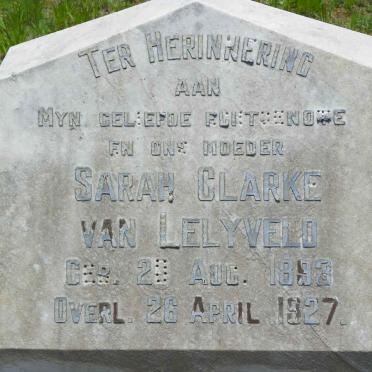 Ter Herinnering
aan
Myn geliefde echtgenote
en ons moeder
Sarah Clarke
van Lelyveld
Geb. Aug. 1893
Overl. 26 April 1927.